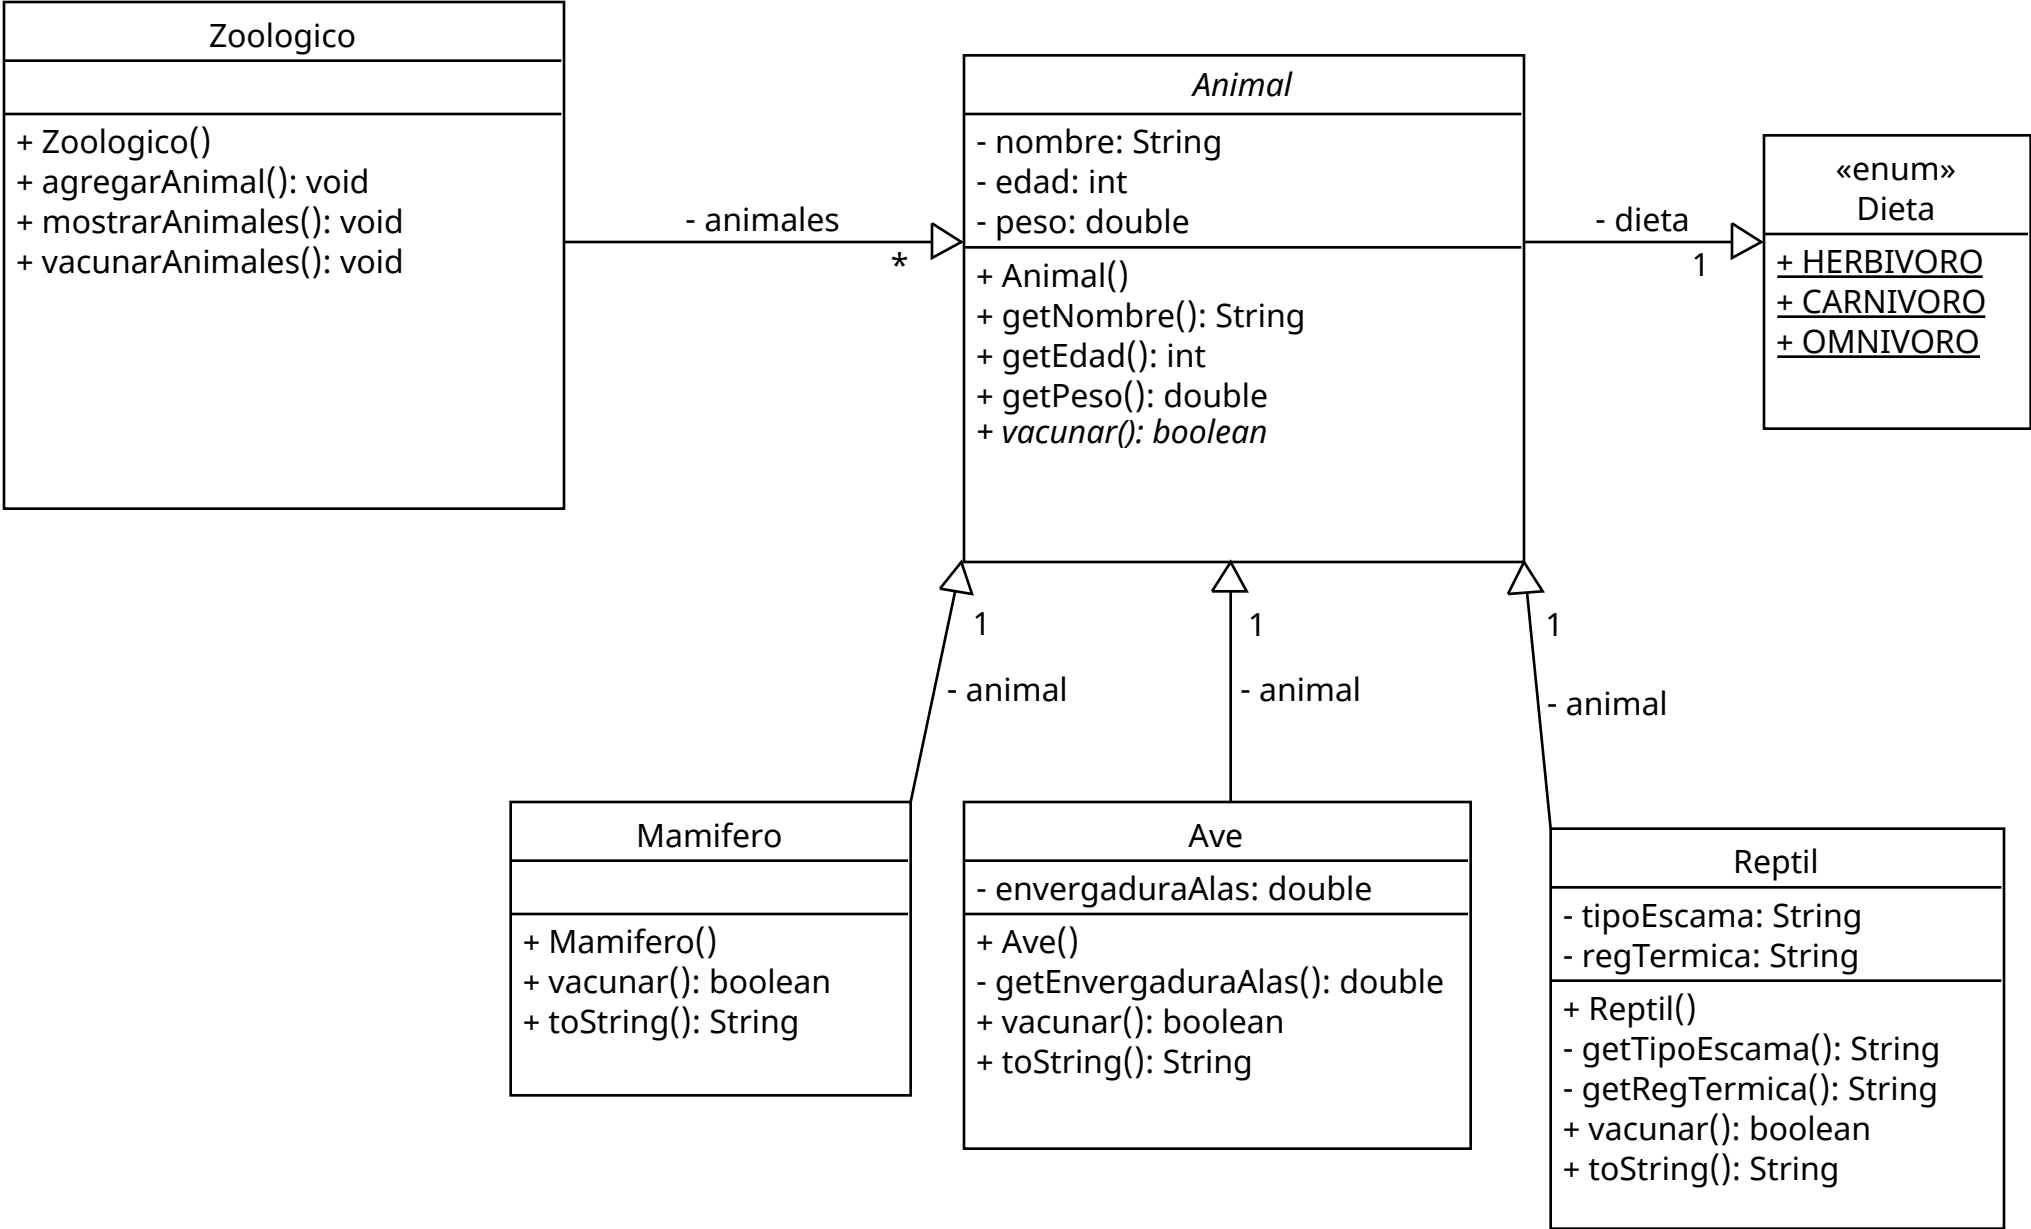 Zoologico
+ Zoologico()
+ agregarAnimal(): void
+ mostrarAnimales(): void
+ vacunarAnimales(): void
- animales
*
Animal
- nombre: String
- edad: int
- peso: double
+ Animal()
+ getNombre(): String
+ getEdad(): int
+ getPeso(): double
+ vacunar(): boolean
- dieta
1
«enum»
Dieta
+ HERBIVORO
+ CARNIVORO
+ OMNIVORO
1
- animal
1
- animal
1
- animal
Mamifero
+ Mamifero()
+ vacunar(): boolean
+ toString(): String
Ave
- envergaduraAlas: double
+ Ave()
- getEnvergaduraAlas(): double
+ vacunar(): boolean
+ toString(): String
Reptil
- tipoEscama: String
- regTermica: String
+ Reptil()
- getTipoEscama(): String
- getRegTermica(): String
+ vacunar(): boolean
+ toString(): String